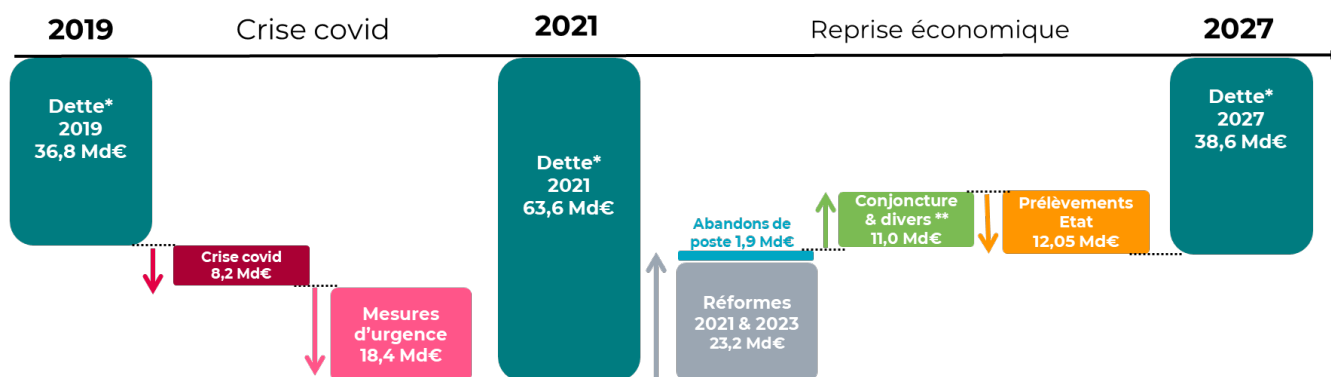 2019
Crise covid
2021
Reprise économique
2027
Dette*
2019
36,8 Md€
Crise covid
8,2 Md€
Mesures
d'urgence
18,4 Md€
Dette*
2021
63,6 Md€
Abandons de
poste 1,9 Md€
Réformes
2021 & 2023
23,2 Md€
Conjoncture
& divers **
11,0 Md€
Prélèvements
Etat
12,05 Md€
Dette*
2027
38,6 Md€